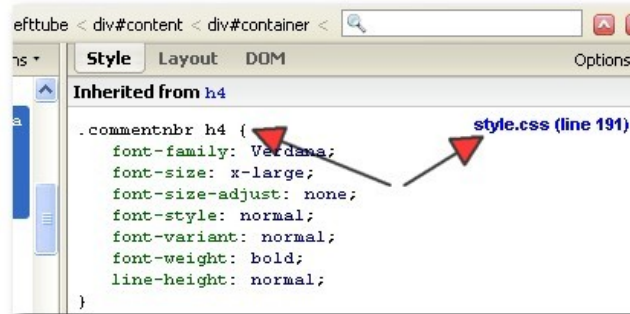 efttube < div#content < div#container <
ns
Style Layout DOM Options
Inherited from h4
.commentnbr h4 { style.css (line 191)
font-family: Verdana;
font-size: x-large;
font-size-adjust: none;
font-style: normal;
font-variant: normal;
font-weight: bold;
line-height: normal;
}
a